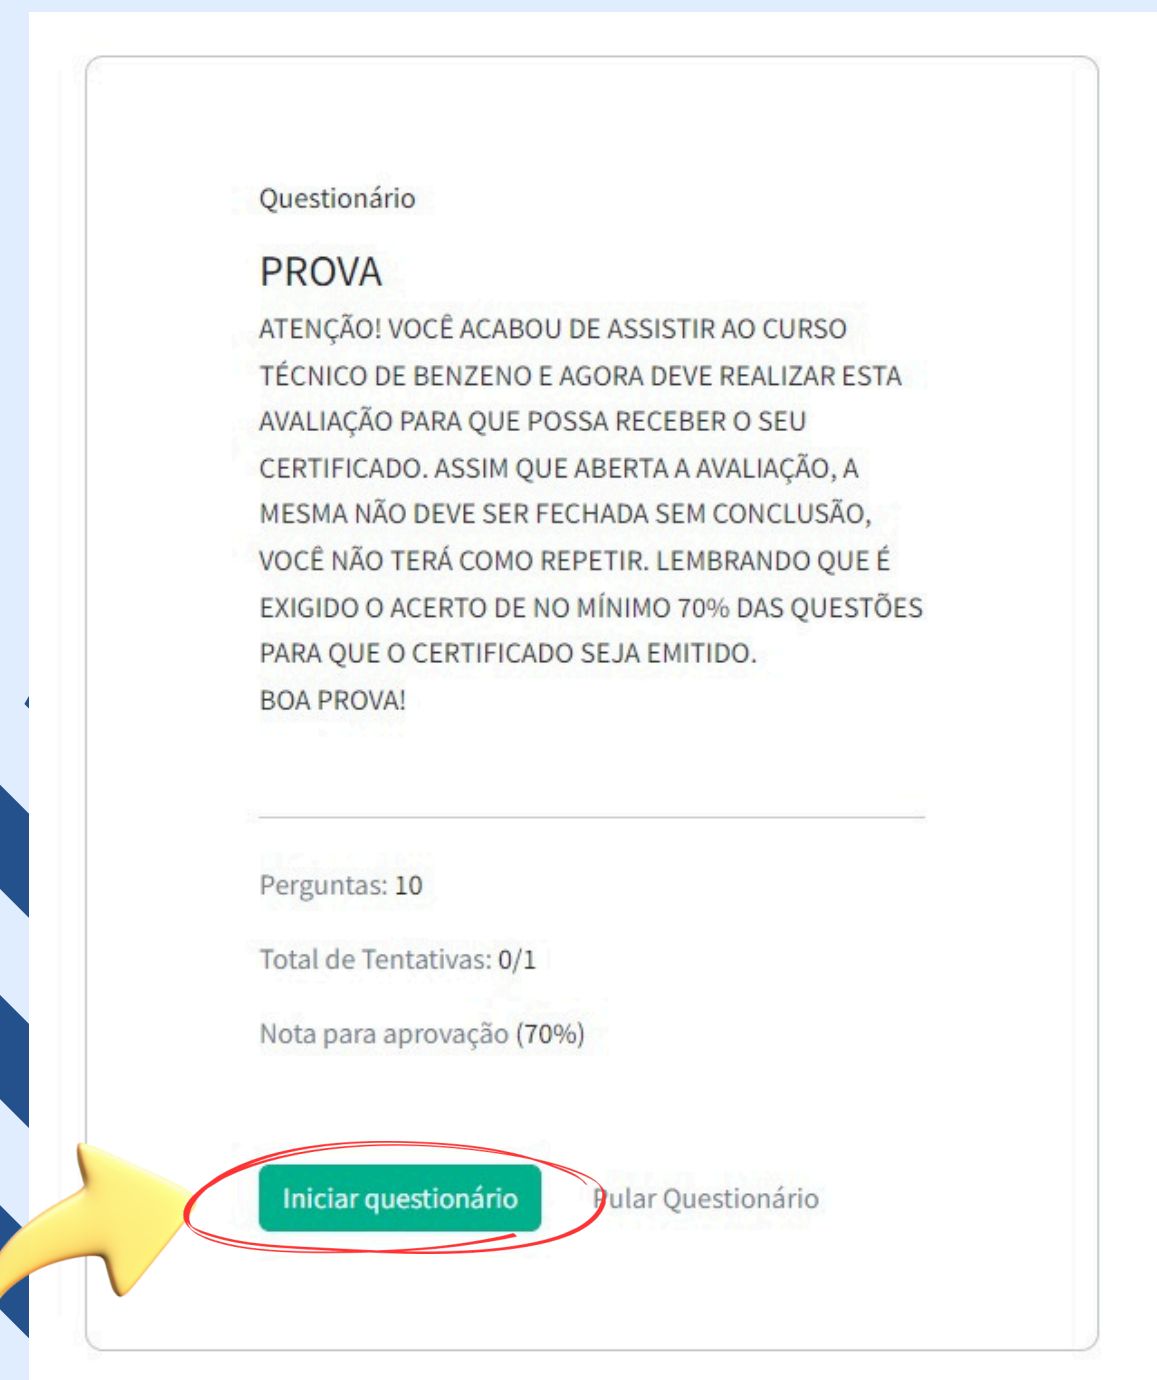 Questionário
PROVA
ATENÇÃO! VOCÊ ACABOU DE ASSISTIR AO CURSO
TÉCNICO DE BENZENO E AGORA DEVE REALIZAR ESTA
AVALIAÇÃO PARA QUE POSSA RECEBER O SEU
CERTIFICADO. ASSIM QUE ABERTA A AVALIAÇÃO, A
MESMA NÃO DEVE SER FECHADA SEM CONCLUSÃO,
VOCÊ NÃO TERÁ COMO REPETIR. LEMBRANDO QUE É
EXIGIDO O ACERTO DE NO MÍNIMO 70% DAS QUESTÕES
PARA QUE O CERTIFICADO SEJA EMITIDO.
BOA PROVA!
Perguntas: 10
Total de Tentativas: 0/1
Nota para aprovação (70%)
Iniciar questionário Pular Questionário